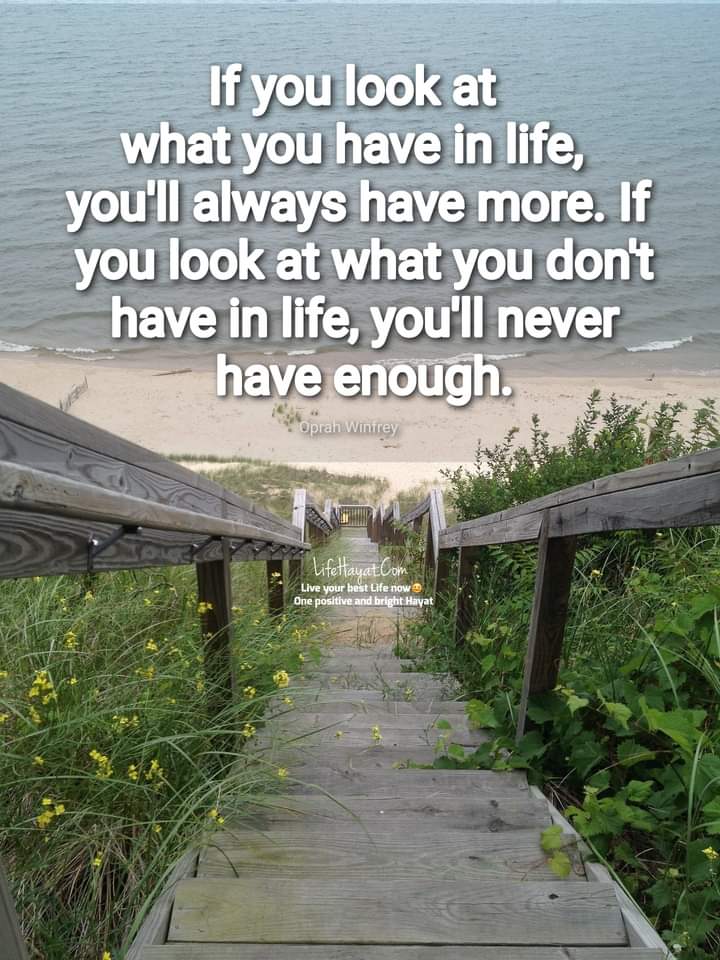 If you look at
what you have in life,
you'll always have more. If
you look at what you don't
have in life, you'll never
have enough.
Oprah Winfrey
LifeHayat.Com
Live your best Life now😀
One positive and bright Hayat